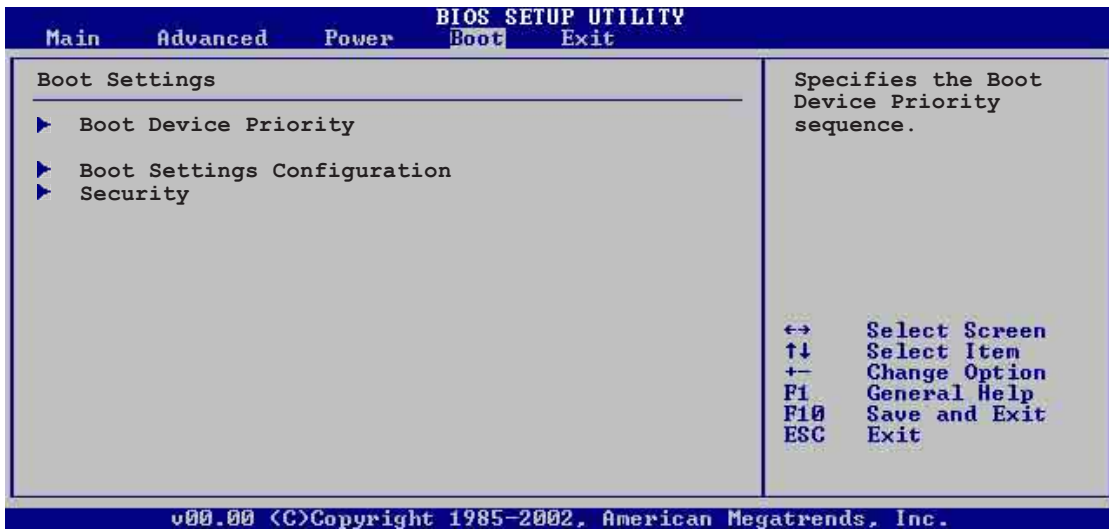 BIOS SETUP UTILITY
Main Advanced Power Boot Exit
Boot Settings
Boot Device Priority
Boot Settings Configuration
Security
Specifies the Boot
Device Priority
sequence.
←→ Select Screen
↑↓ Select Item
+- Change Option
F1 General Help
F10 Save and Exit
ESC Exit
v00.00 (C)Copyright 1985-2002, American Megatrends, Inc.